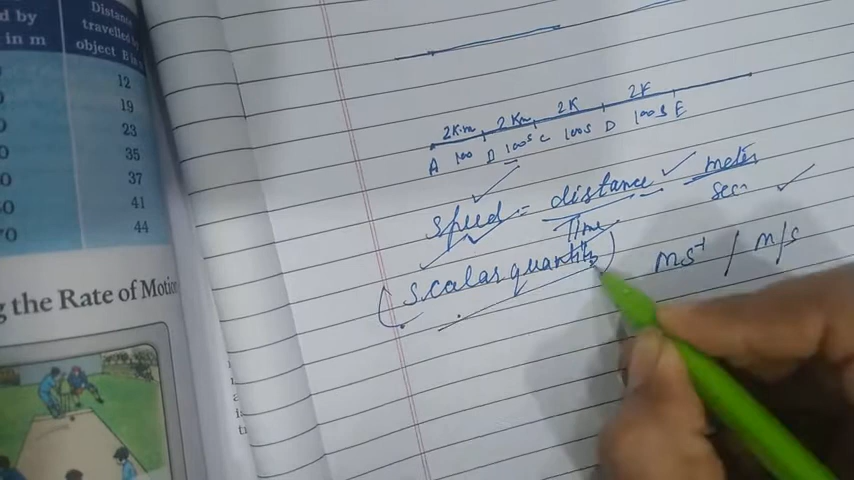 d by
Distance
in m
travelled by
object B in
12
19
23
35
37
41
44
g the Rate of Motion
2Km 2Km 2K 2K
A 100 B 100s C 100s D 100s E
speed = distance = meter
Time sec
(scalar quantity) ms⁻¹ / m/s